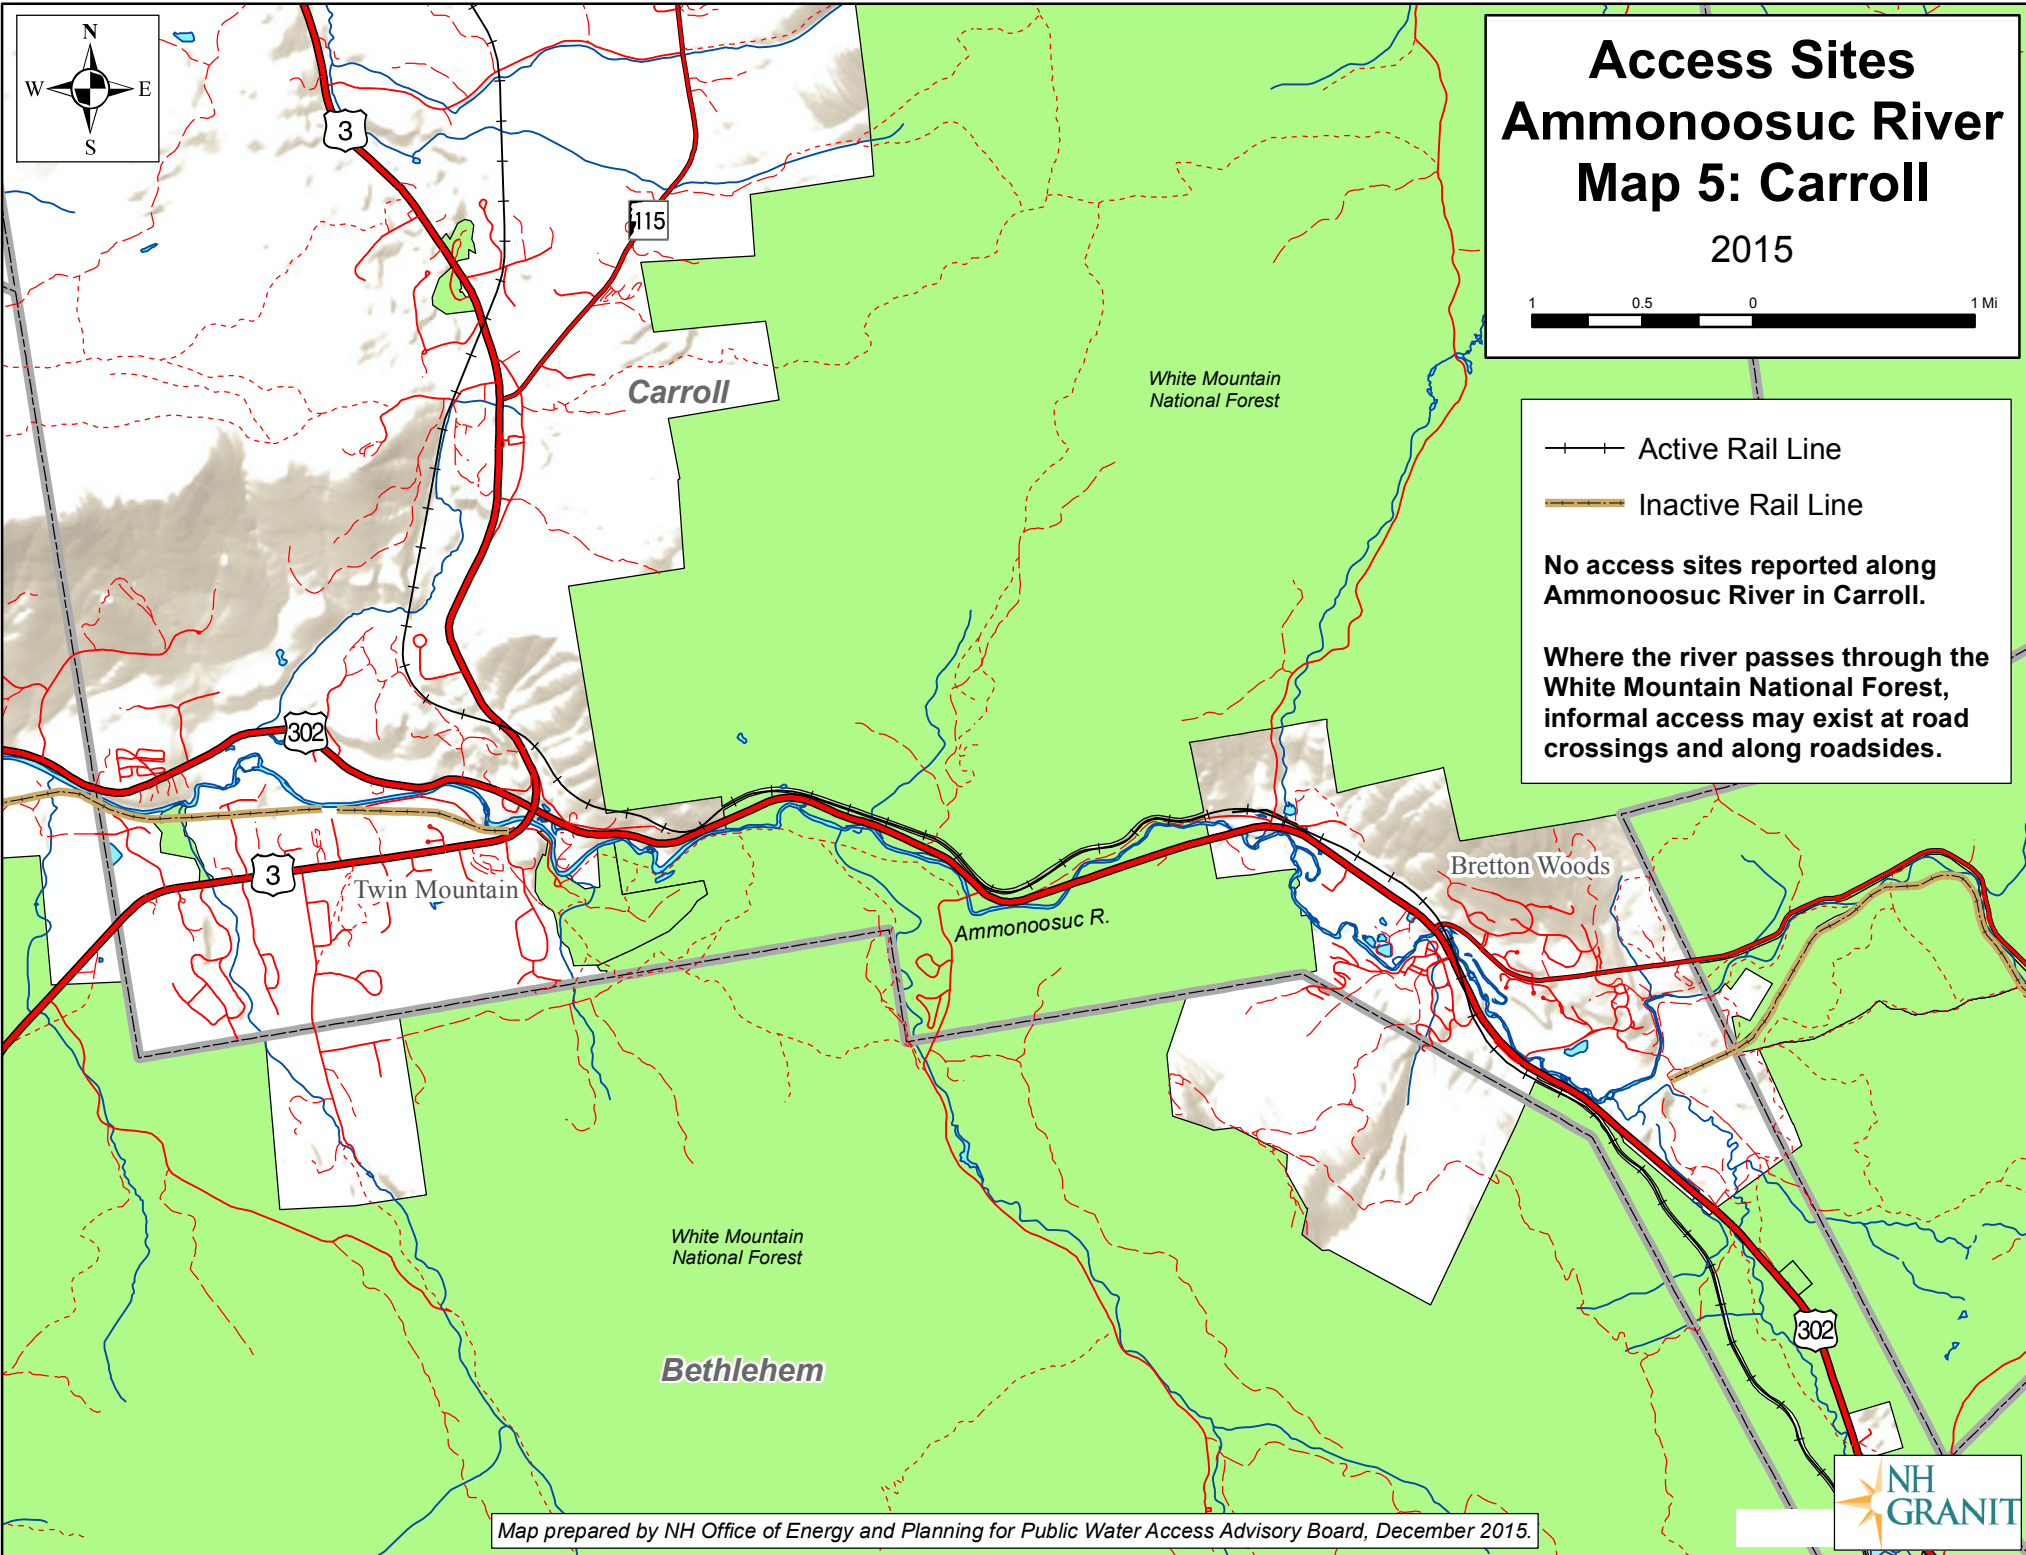 Access Sites
Ammonoosuc River
Map 5: Carroll
2015
1 0.5 0 1 Mi
N
W E
S
3
115
Carroll
White Mountain
National Forest
Active Rail Line
Inactive Rail Line
No access sites reported along
Ammonoosuc River in Carroll.
Where the river passes through the
White Mountain National Forest,
informal access may exist at road
crossings and along roadsides.
302
3
Twin Mountain
Bretton Woods
Ammonoosuc R.
White Mountain
National Forest
302
Bethlehem
NH
GRANIT
Map prepared by NH Office of Energy and Planning for Public Water Access Advisory Board, December 2015.